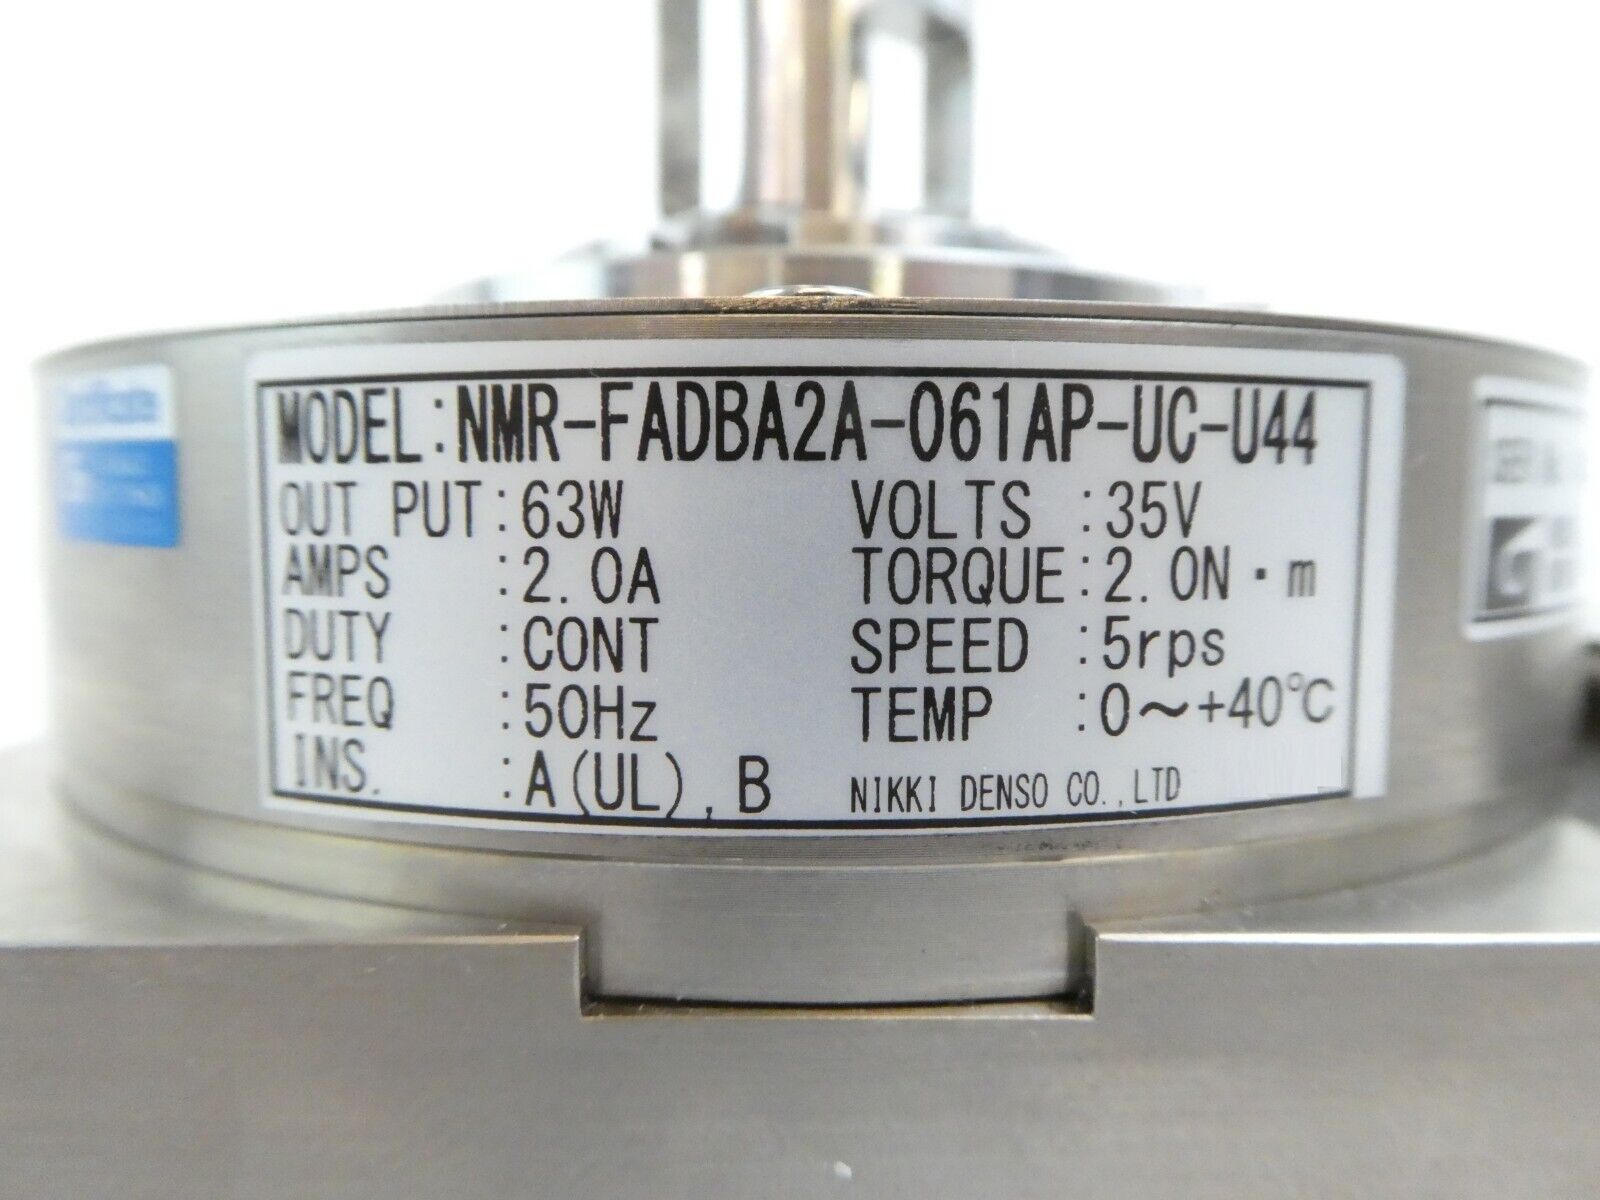 MODEL:NMR-FADBA2A-061AP-UC-U44
OUT PUT:63W VOLTS :35V
AMPS :2.0A TORQUE:2.0N・m
DUTY :CONT SPEED :5rps
FREQ :50Hz TEMP :0～+40℃
INS. :A(UL),B NIKKI DENSO CO.,LTD